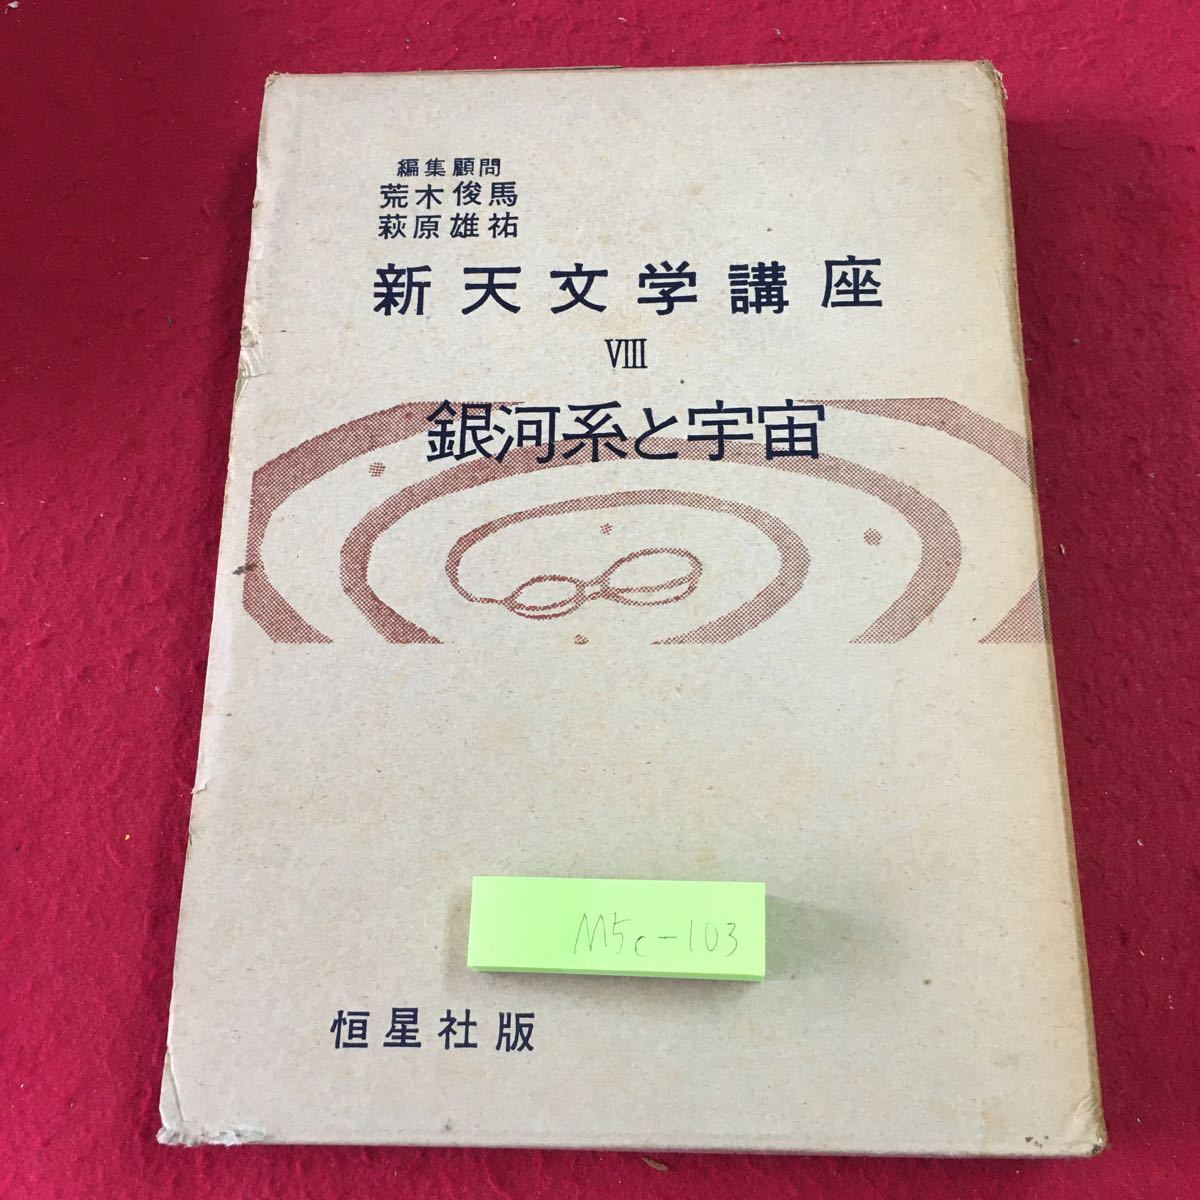 編集顧問
荒木俊馬
萩原雄祐
新天文学講座
VIII
銀河系と宇宙
M5c-103
恒星社版